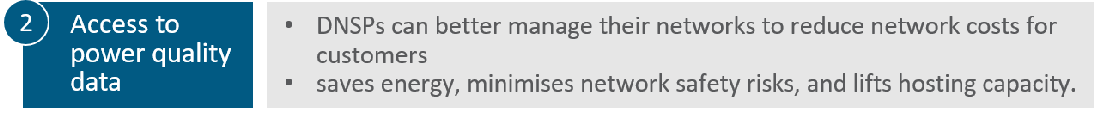 2
Access to
power quality
data
• DNSPs can better manage their networks to reduce network costs for
customers
• saves energy, minimises network safety risks, and lifts hosting capacity.